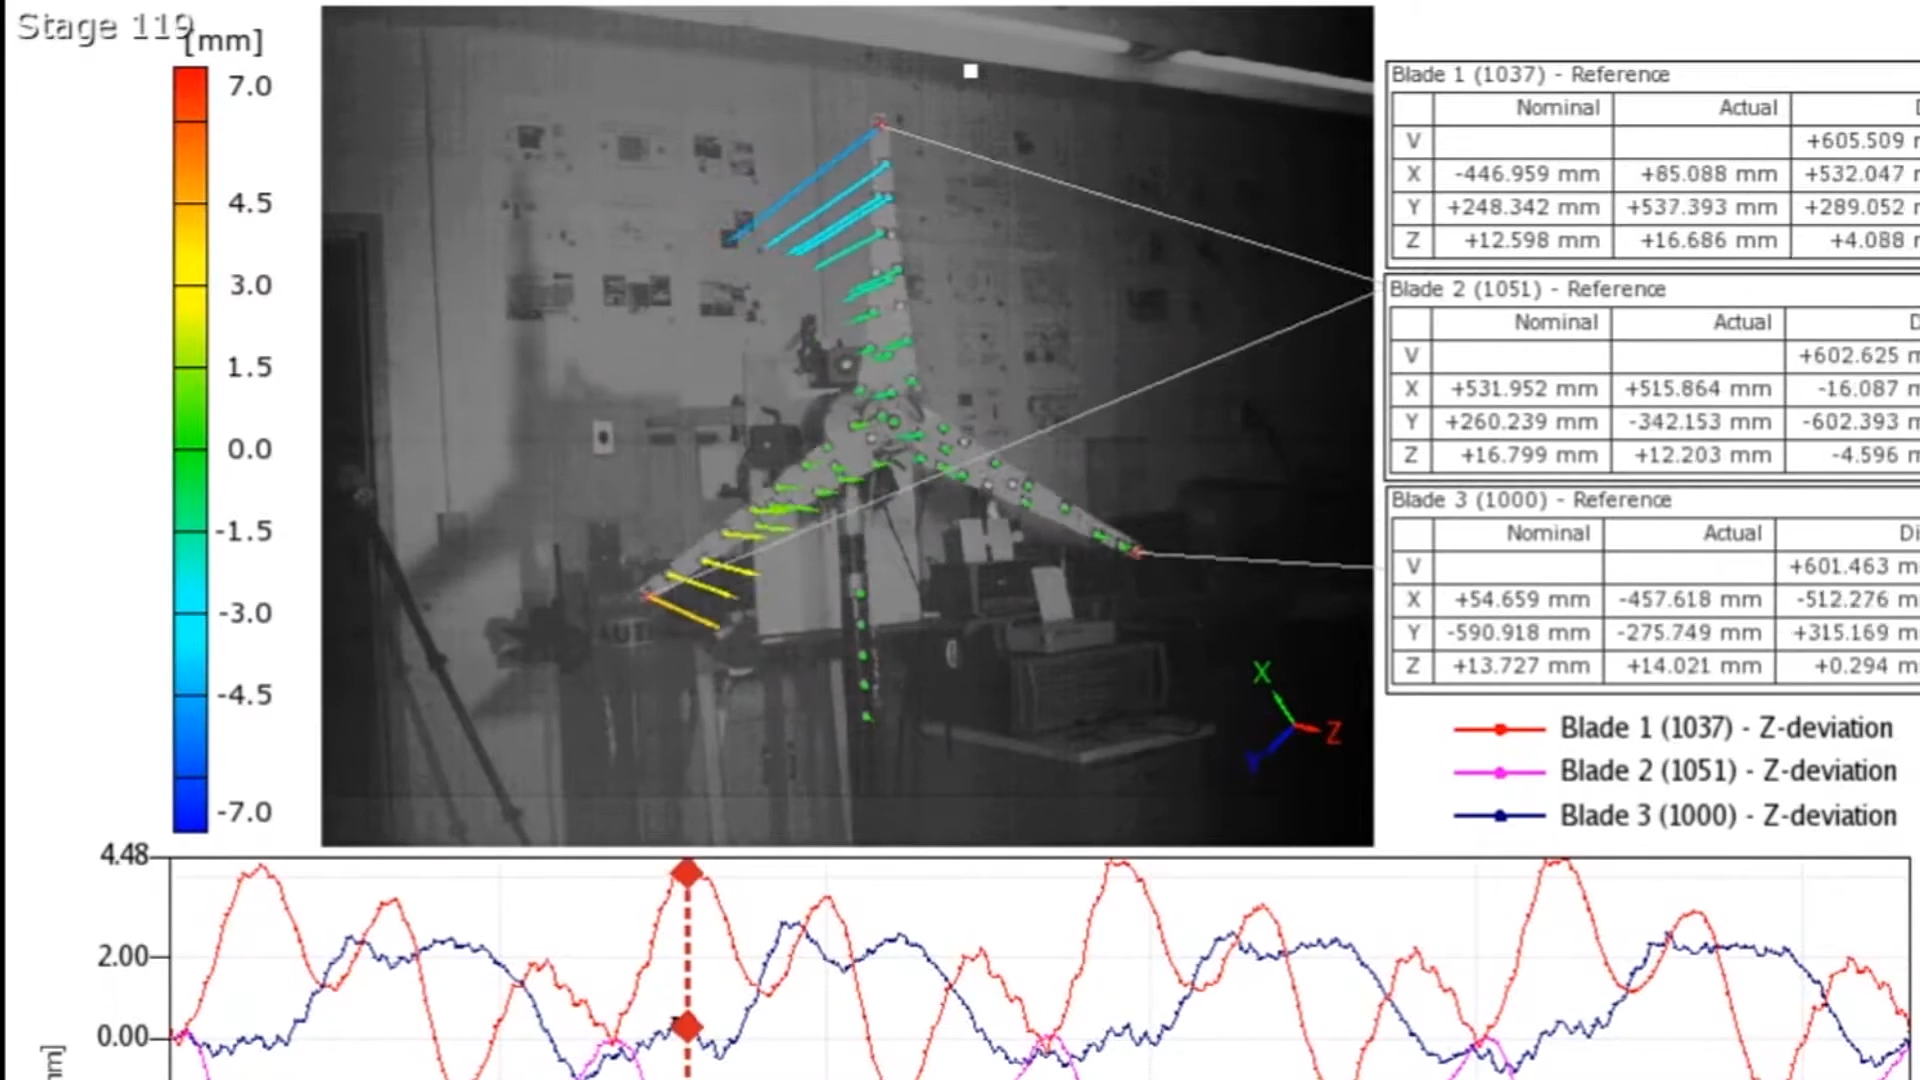 Stage 119
[mm]
7.0
4.5
3.0
1.5
0.0
-1.5
-3.0
-4.5
-7.0
AUTI
X
Z
Y
Blade 1 (1037) - Reference
Nominal Actual D
V +605.509
X -446.959 mm +85.088 mm +532.047
Y +248.342 mm +537.393 mm +289.052
Z +12.598 mm +16.686 mm +4.088
Blade 2 (1051) - Reference
Nominal Actual D
V +602.625 m
X +531.952 mm +515.864 mm -16.087 m
Y +260.239 mm -342.153 mm -602.393 m
Z +16.799 mm +12.203 mm -4.596 m
Blade 3 (1000) - Reference
Nominal Actual Di
V +601.463 m
X +54.659 mm -457.618 mm -512.276 m
Y -590.918 mm -275.749 mm +315.169 m
Z +13.727 mm +14.021 mm +0.294 m
Blade 1 (1037) - Z-deviation
Blade 2 (1051) - Z-deviation
Blade 3 (1000) - Z-deviation
4.48
2.00
0.00
nm]